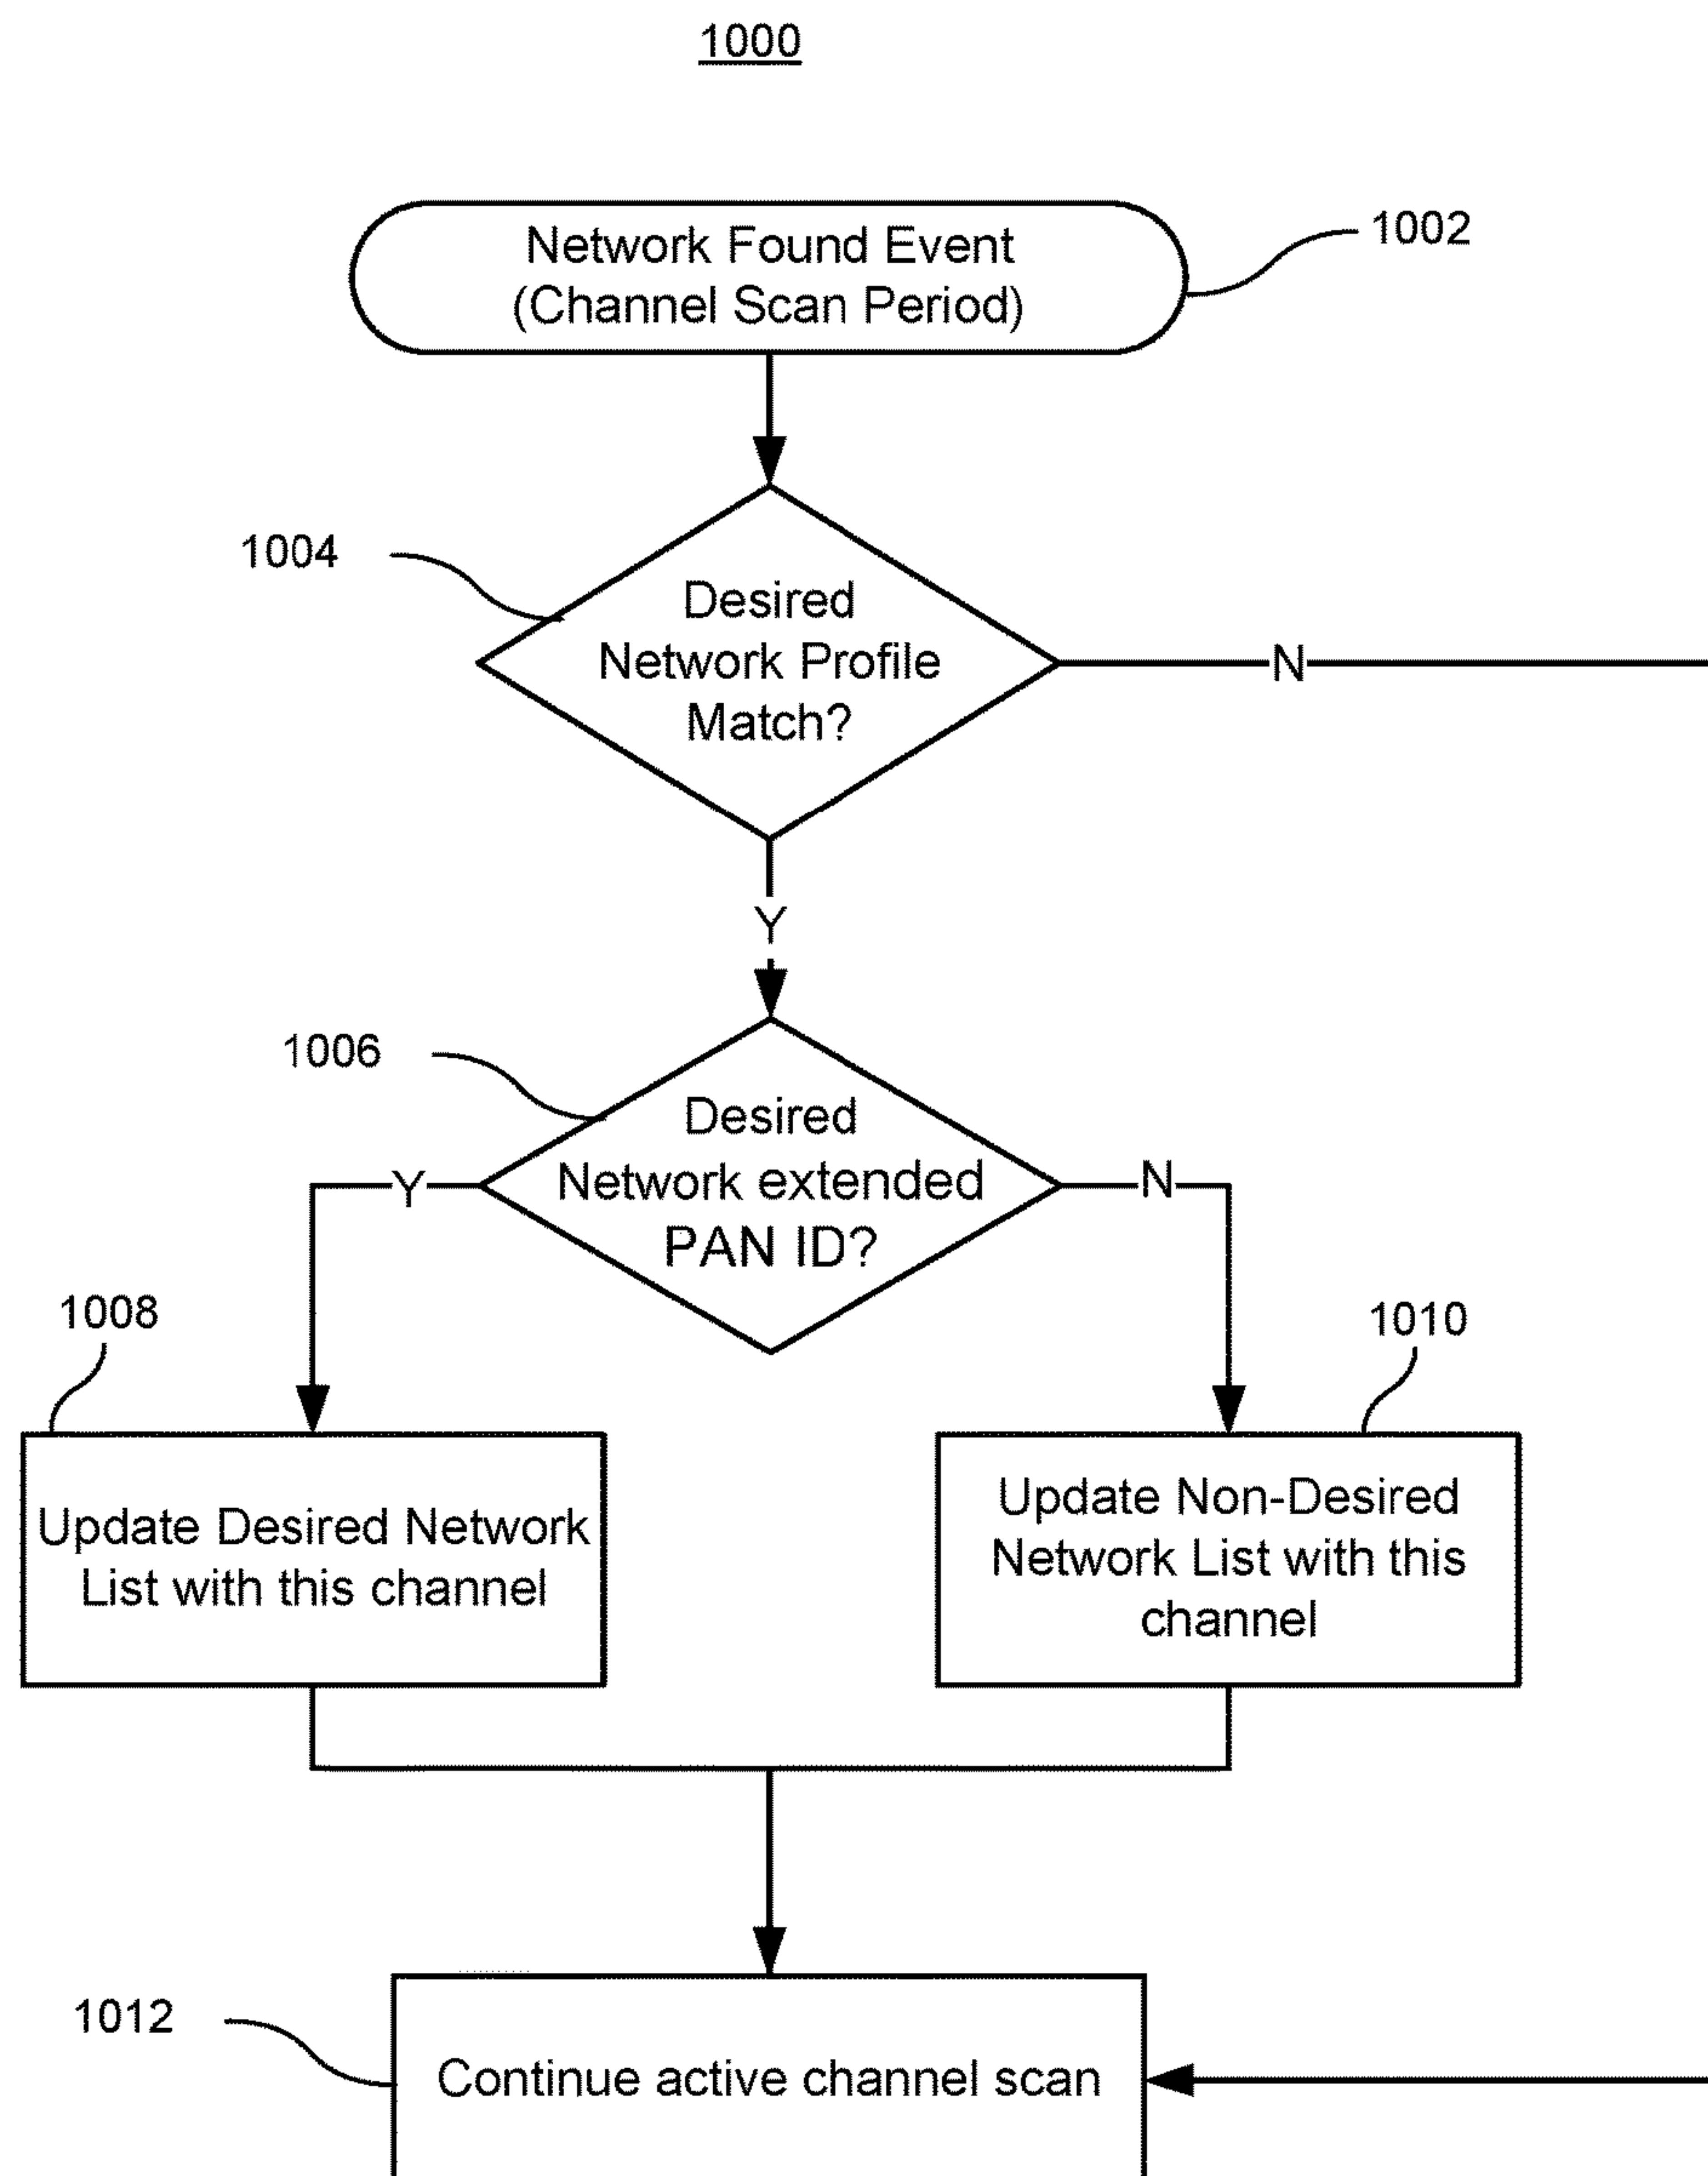 1000
Network Found Event
(Channel Scan Period)
1002
1004
Desired
Network Profile
Match?
N
Y
1006
Desired
Network extended
PAN ID?
Y
N
1008
1010
Update Desired Network
List with this channel
Update Non-Desired
Network List with this
channel
1012
Continue active channel scan